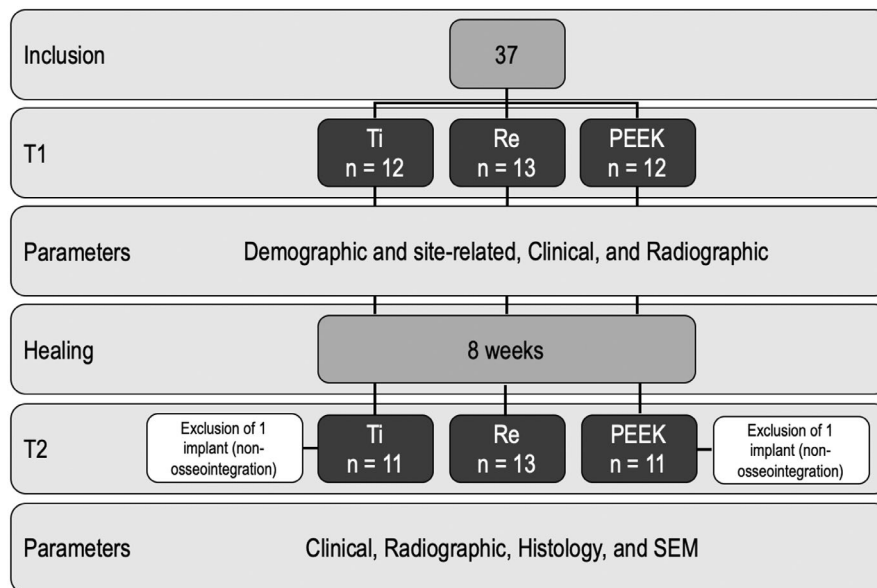 Inclusion
37
T1
Ti
n = 12
Re
n = 13
PEEK
n = 12
Parameters
Demographic and site-related, Clinical, and Radiographic
Healing
8 weeks
T2
Exclusion of 1
implant (non-
osseointegration)
Ti
n = 11
Re
n = 13
PEEK
n = 11
Exclusion of 1
implant (non-
osseointegration)
Parameters
Clinical, Radiographic, Histology, and SEM